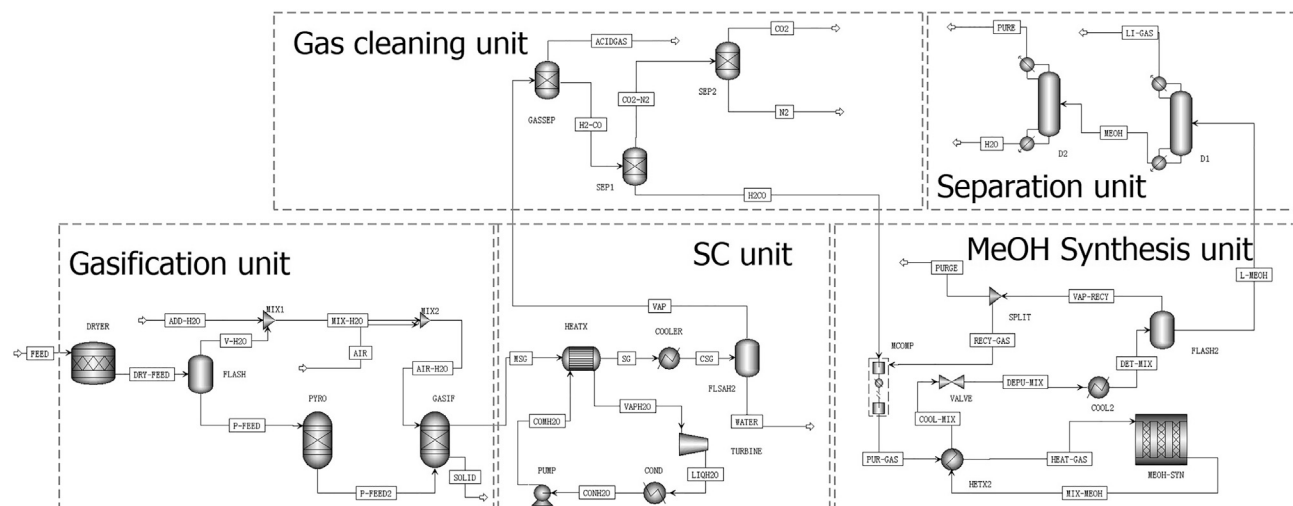 Gas cleaning unit
ACIDGAS
GASSEP
H2-CO
CO2-N2
SEP1
H2CO
CO2
SEP2
N2
PURE
LI-GAS
MEOH
H2O
D2
D1
Separation unit
Gasification unit
FEED
DRYER
DRY-FEED
ADD-H2O
V-H2O
FLASH
MIX1
MIX-H2O
MIX2
AIR
AIR-H2O
P-FEED
PYRO
P-FEED2
GASIF
SOLID
SC unit
VAP
MSG
HEATX
SG
COOLER
CSG
FLSAH2
WATER
COMH2O
VAPH2O
TURBINE
LIQH2O
COND
CONH2O
PUMP
MeOH Synthesis unit
PURGE
SPLIT
VAP-RECY
RECY-GAS
FLASH2
L-MEOH
MCOMP
VALVE
DEPU-MIX
COOL2
DET-MIX
COOL-MIX
PUR-GAS
HETX2
HEAT-GAS
MEOH-SYN
MIX-MEOH